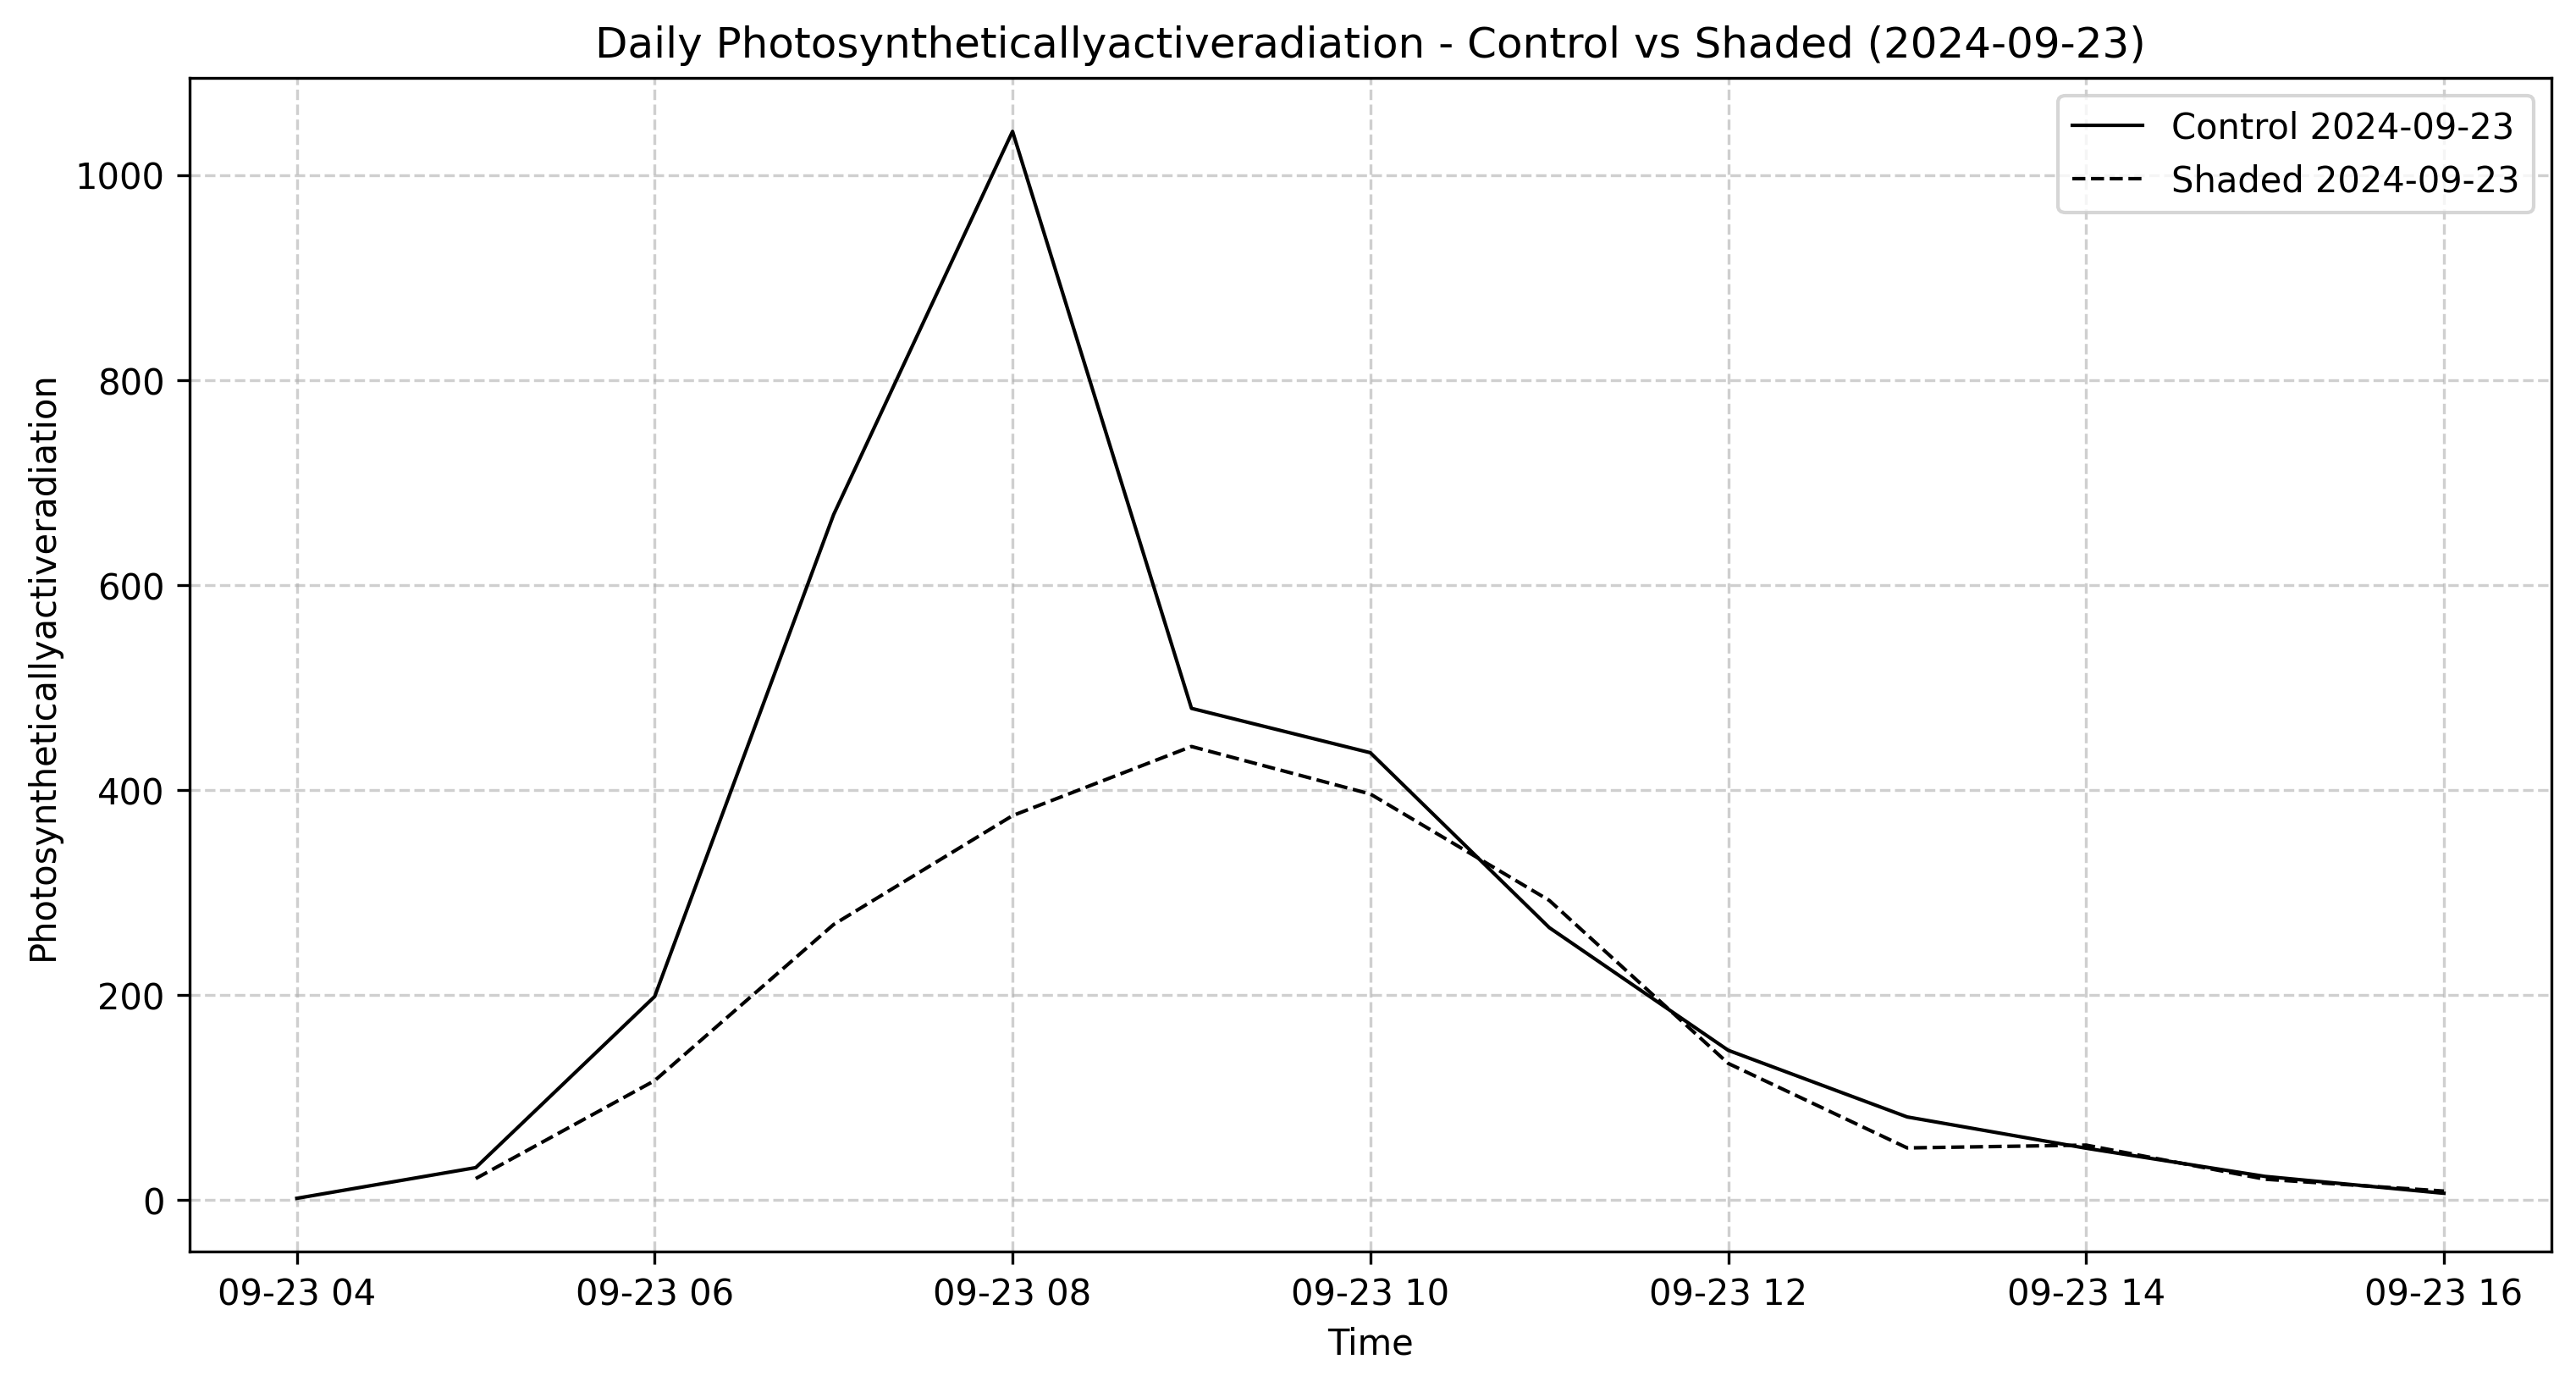 Daily Photosyntheticallyactiveradiation - Control vs Shaded (2024-09-23)
Control 2024-09-23
Shaded 2024-09-23
Photosyntheticallyactiveradiation
1000
800
600
400
200
0
09-23 04
09-23 06
09-23 08
09-23 10
09-23 12
09-23 14
09-23 16
Time